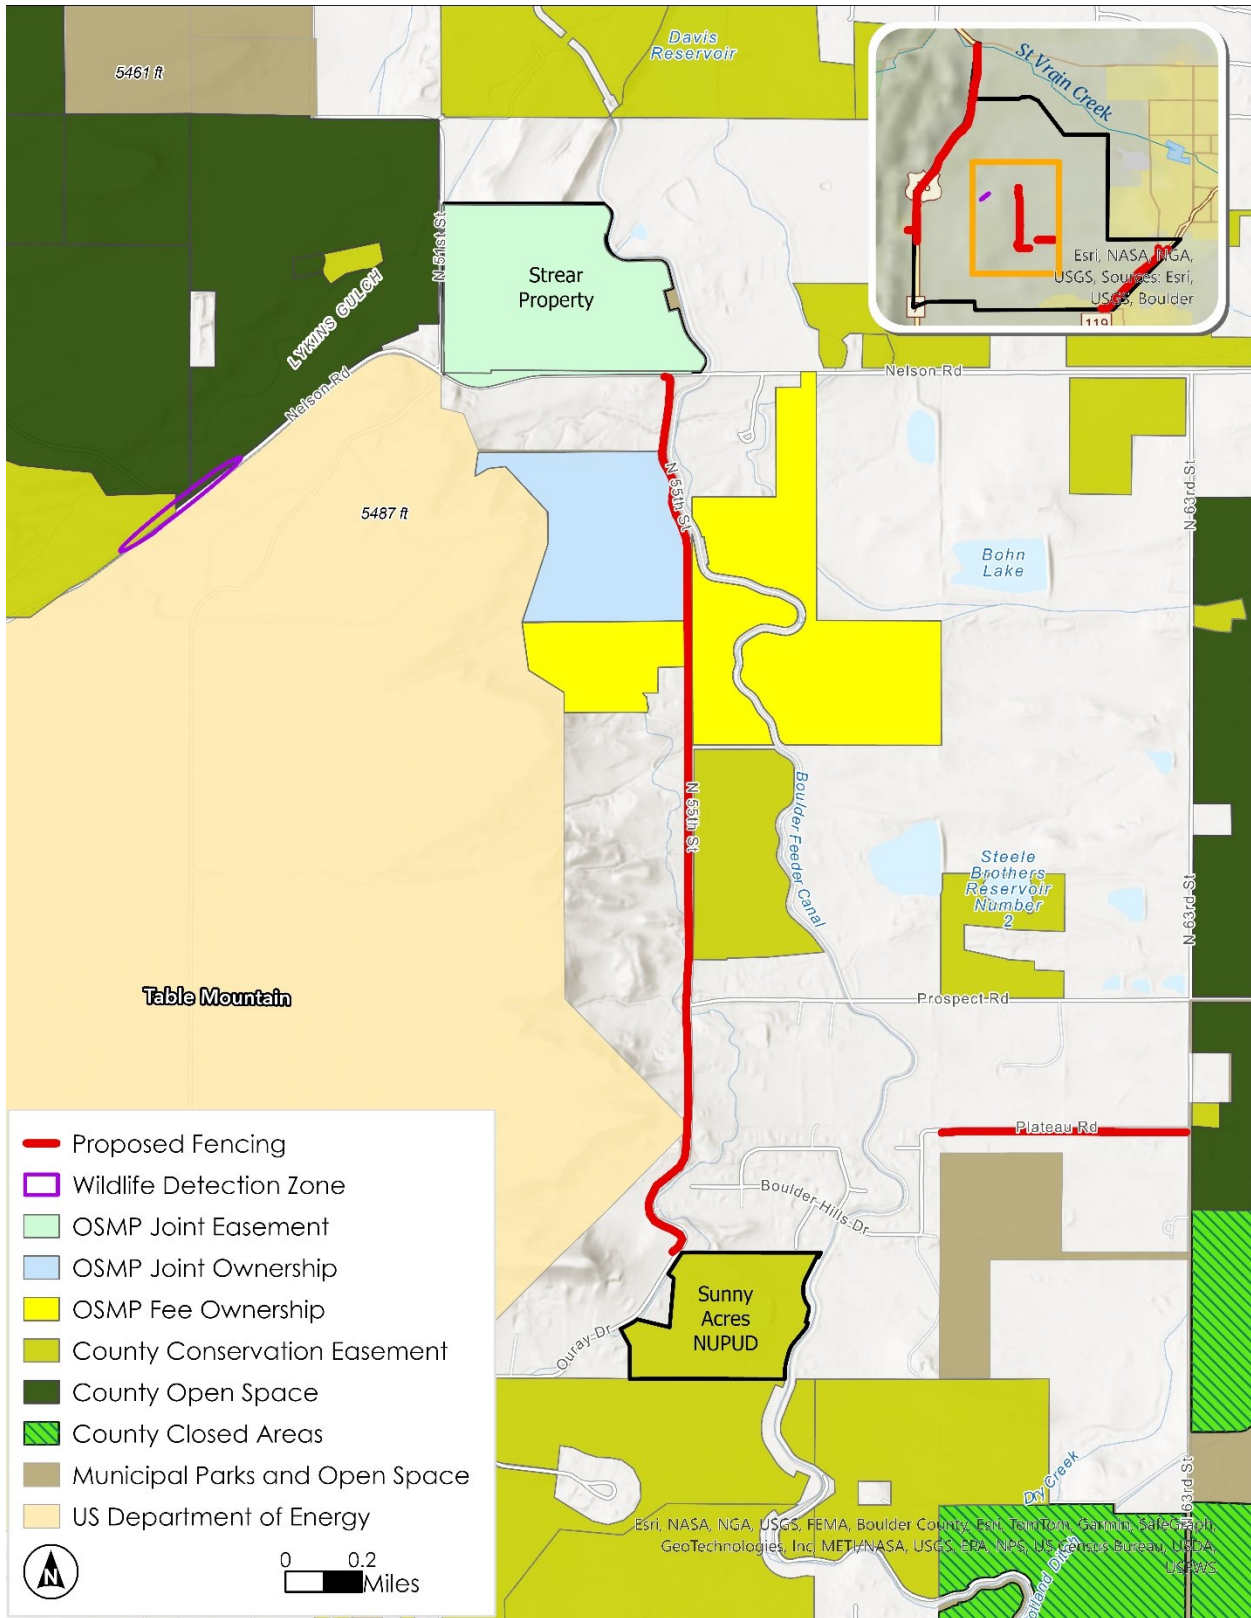 5461 ft
Davis
Reservoir
St Vrain Creek
Esri, NASA, NGA,
USGS, Sources: Esri,
USGS, Boulder
119
N 51st St
Strear
Property
LYKINS GULCH
Nelson Rd
Nelson Rd
N 55th St
N 63rd St
5487 ft
Bohn
Lake
N 55th St
Boulder Feeder Canal
Steele
Brothers
Reservoir
Number
2
N 63rd St
Table Mountain
Prospect Rd
Plateau Rd
Boulder Hills Dr
Sunny
Acres
NUPUD
Ouray Dr
Proposed Fencing
Wildlife Detection Zone
OSMP Joint Easement
OSMP Joint Ownership
OSMP Fee Ownership
County Conservation Easement
County Open Space
County Closed Areas
Municipal Parks and Open Space
US Department of Energy
N
0 0.2
Miles
Dry Creek
N 63rd St
Esri, NASA, NGA, USGS, FEMA, Boulder County, Esri, TomTom, Garmin, SafeGraph,
GeoTechnologies, Inc, METI/NASA, USGS, EPA, NPS, US Census Bureau, USDA,
USFWS
Ditch